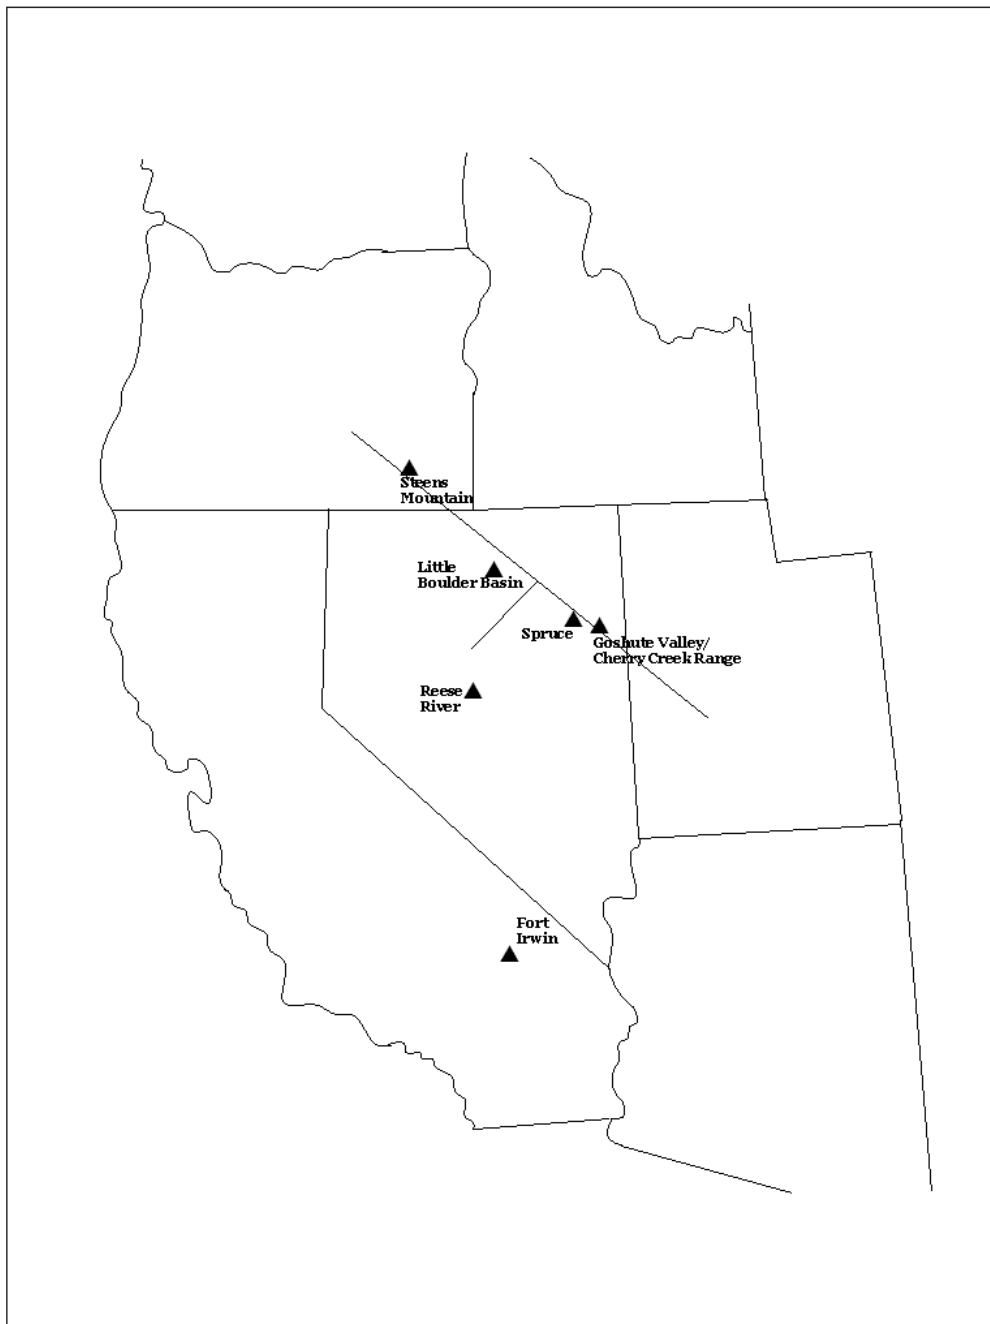 Steens
Mountain
Little
Boulder Basin
Spruce
Goshute Valley/
Cherry Creek Range
Reese
River
Fort
Irwin